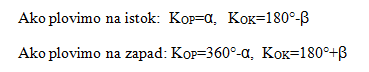 Ako plovimo na istok: KOP=α, KOK=180°-β
Ako plovimo na zapad: KOP=360°-α, KOK=180°+β